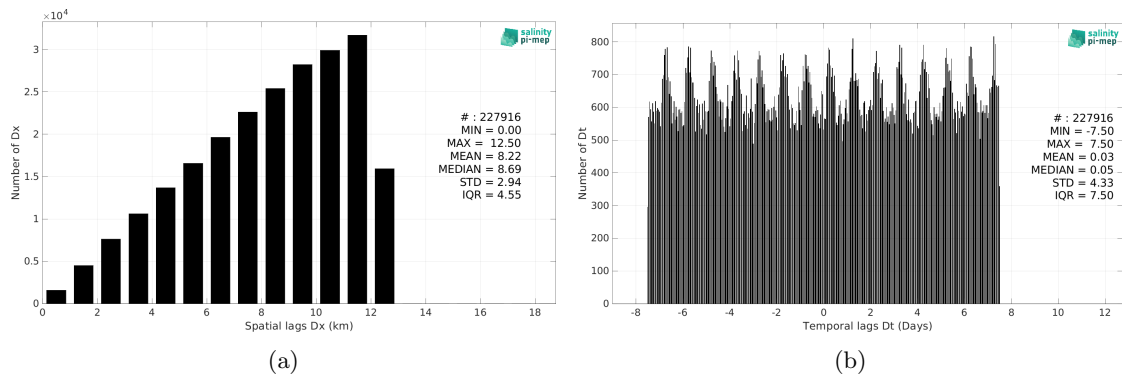 ×10⁴
3
2.5
2
1.5
1
0.5
0
Number of Dx
0 2 4 6 8 10 12 14 16 18
Spatial lags Dx (km)
salinity
pi-mep
# : 227916
MIN = 0.00
MAX = 12.50
MEAN = 8.22
MEDIAN = 8.69
STD = 2.94
IQR = 4.55
(a)
800
700
600
500
400
300
200
100
0
Number of Dt
-8 -6 -4 -2 0 2 4 6 8 10 12
Temporal lags Dt (Days)
salinity
pi-mep
# : 227916
MIN = -7.50
MAX = 7.50
MEAN = 0.03
MEDIAN = 0.05
STD = 4.33
IQR = 7.50
(b)